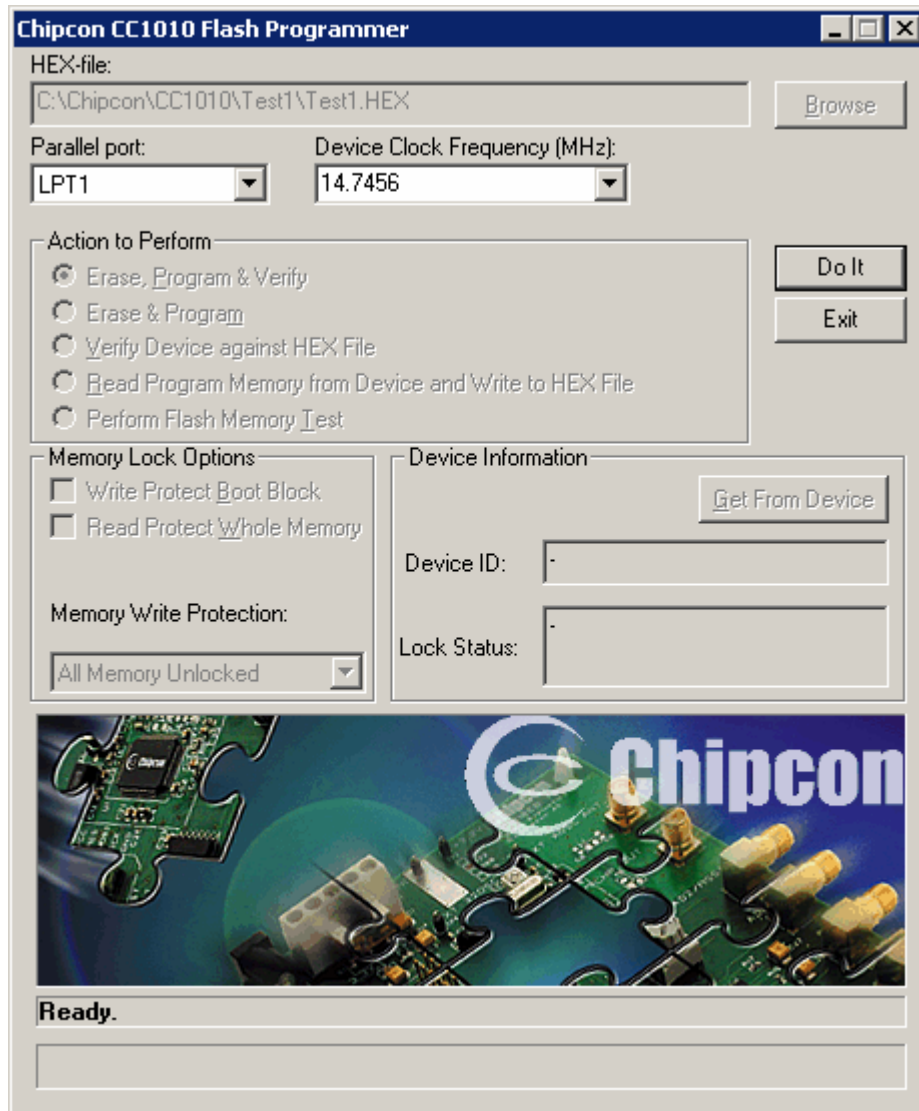 Chipcon CC1010 Flash Programmer
HEX-file:
C:\Chipcon\CC1010\Test1\Test1.HEX
Browse
Parallel port:
Device Clock Frequency (MHz):
LPT1
14.7456
Action to Perform
Erase, Program & Verify
Erase & Program
Verify Device against HEX File
Read Program Memory from Device and Write to HEX File
Perform Flash Memory Test
Do It
Exit
Memory Lock Options
Write Protect Boot Block
Read Protect Whole Memory
Memory Write Protection:
All Memory Unlocked
Device Information
Get From Device
Device ID:
-
Lock Status:
-
Chipcon
Chipcon
Ready.